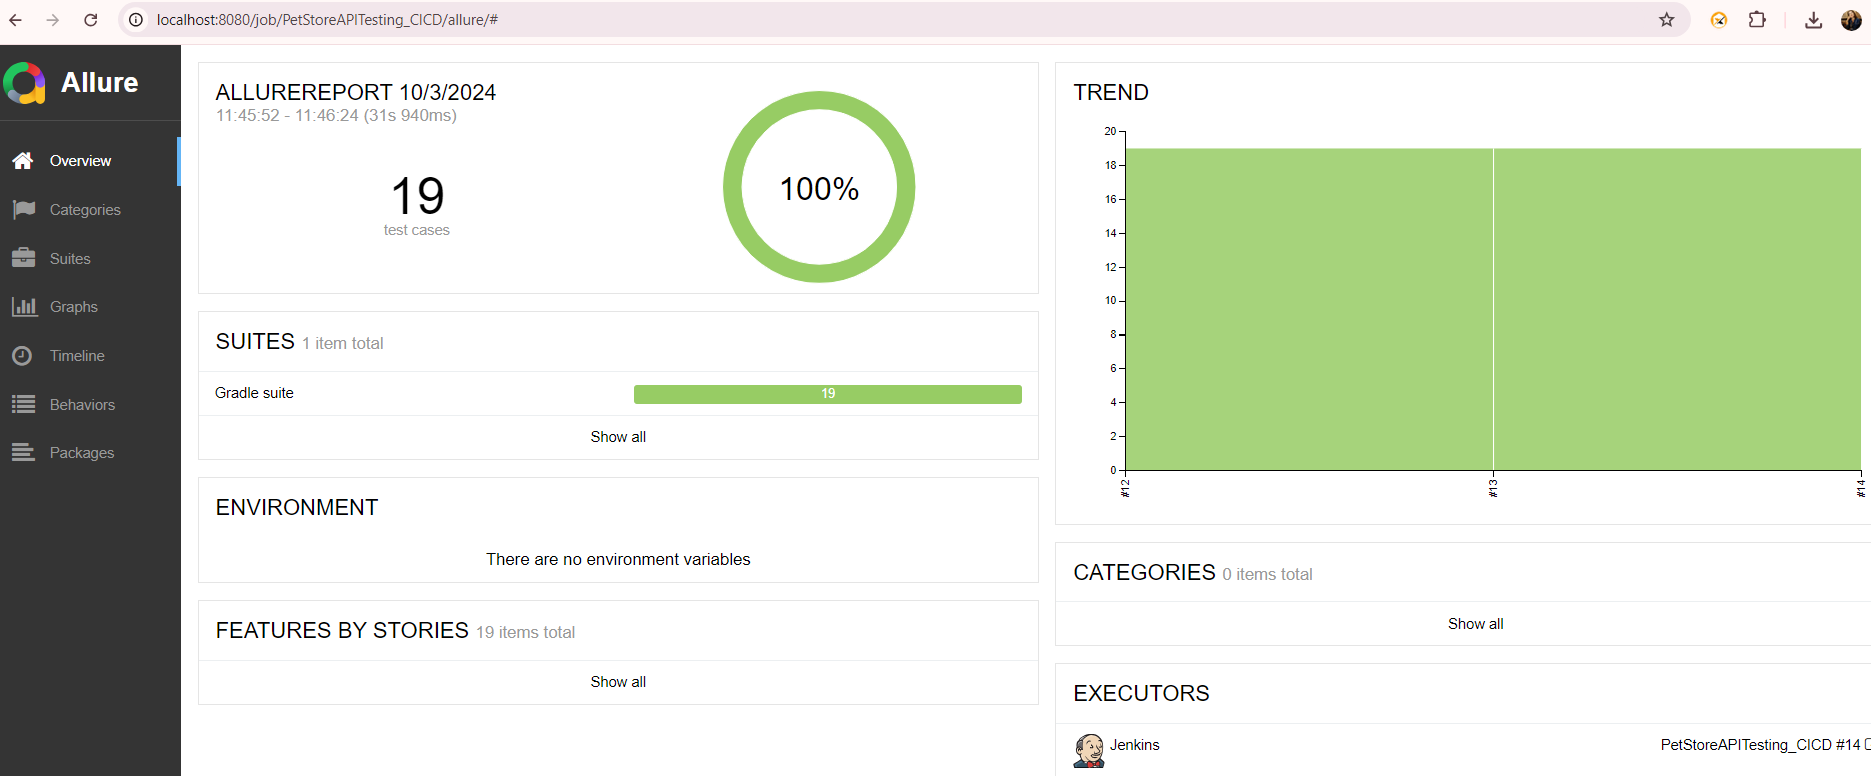 localhost:8080/job/PetStoreAPITesting_CICD/allure/#
Allure
Overview
Categories
Suites
Graphs
Timeline
Behaviors
Packages
ALLUREREPORT 10/3/2024
11:45:52 - 11:46:24 (31s 940ms)
19
test cases
100%
SUITES 1 item total
Gradle suite 19
Show all
ENVIRONMENT
There are no environment variables
FEATURES BY STORIES 19 items total
Show all
TREND
20
18
16
14
12
10
8
6
4
2
0
#12 #13 #14
CATEGORIES 0 items total
Show all
EXECUTORS
Jenkins PetStoreAPITesting_CICD #14